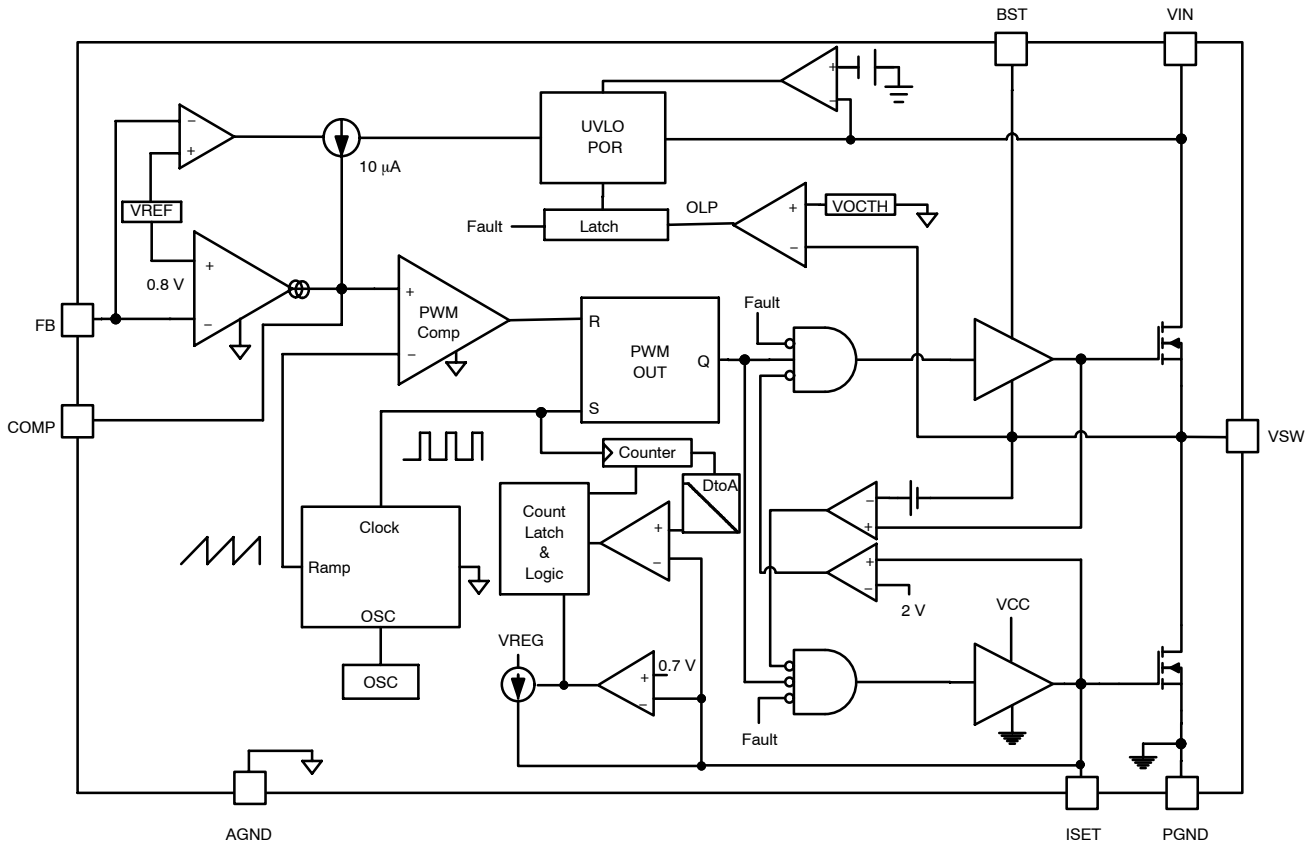 BST
VIN
UVLO
POR
10 μA
VREF
Fault
Latch
OLP
VOCTH
0.8 V
FB
PWM
Comp
R
PWM
OUT
Q
S
Fault
COMP
VSW
Counter
DtoA
Clock
Ramp
OSC
OSC
Count
Latch
&
Logic
2 V
VCC
VREG
0.7 V
Fault
AGND
ISET
PGND